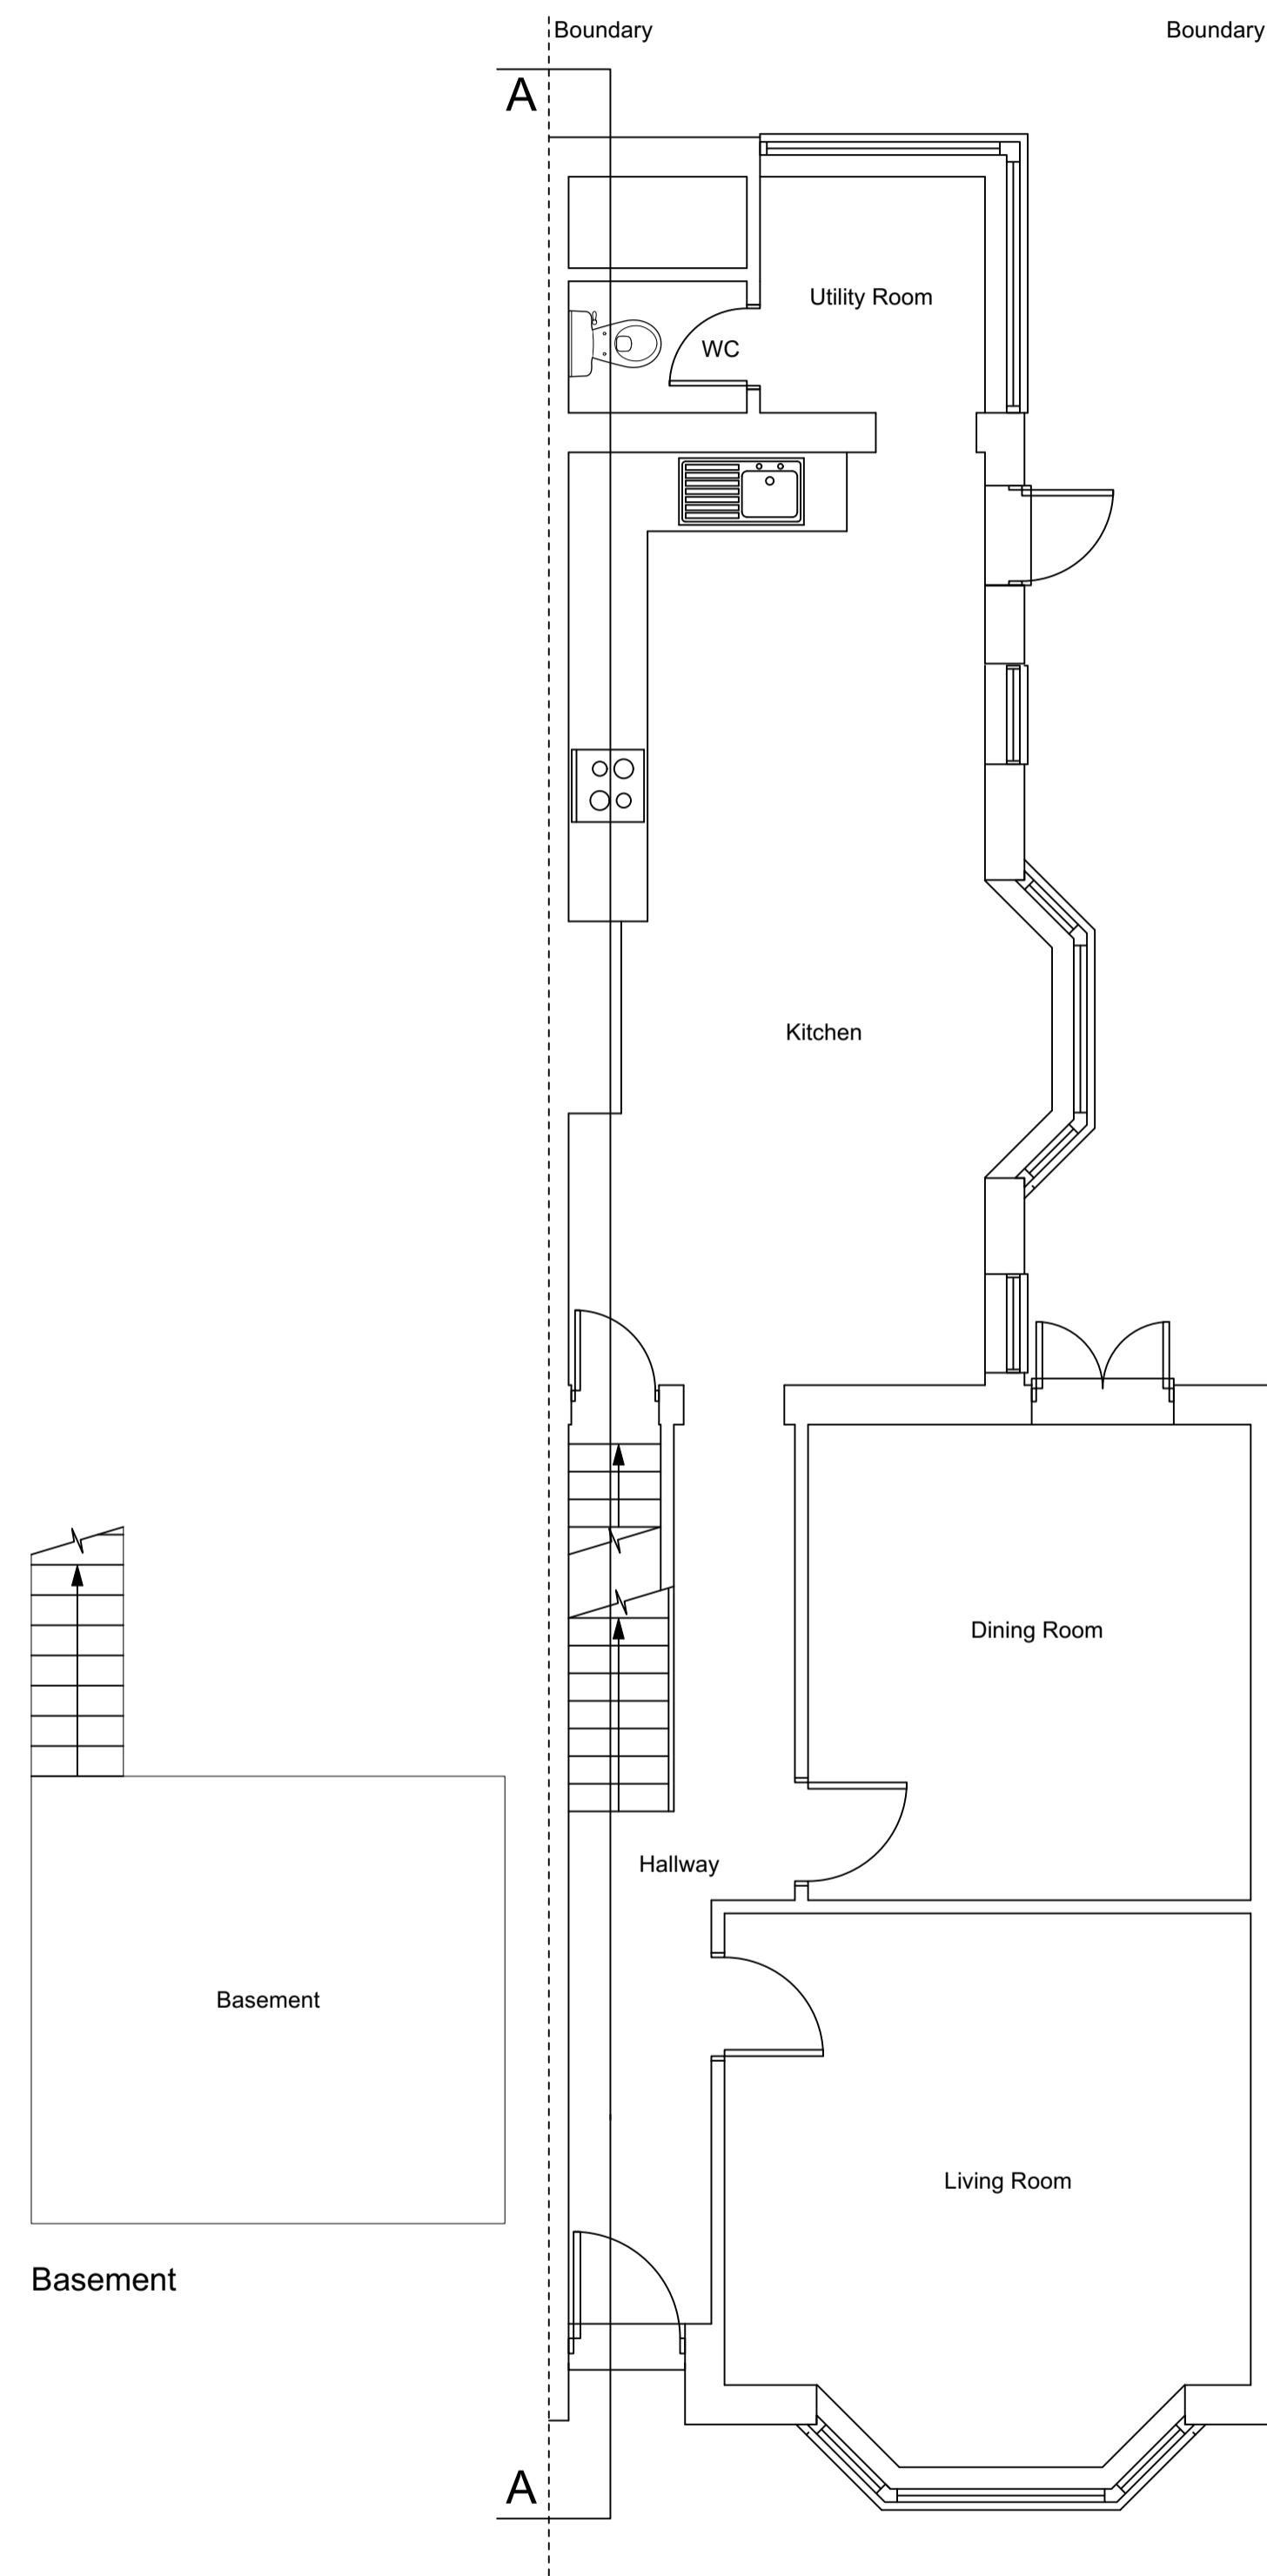 Boundary
Boundary
A
Utility Room
WC
Kitchen
Dining Room
Hallway
Basement
Living Room
Basement
A